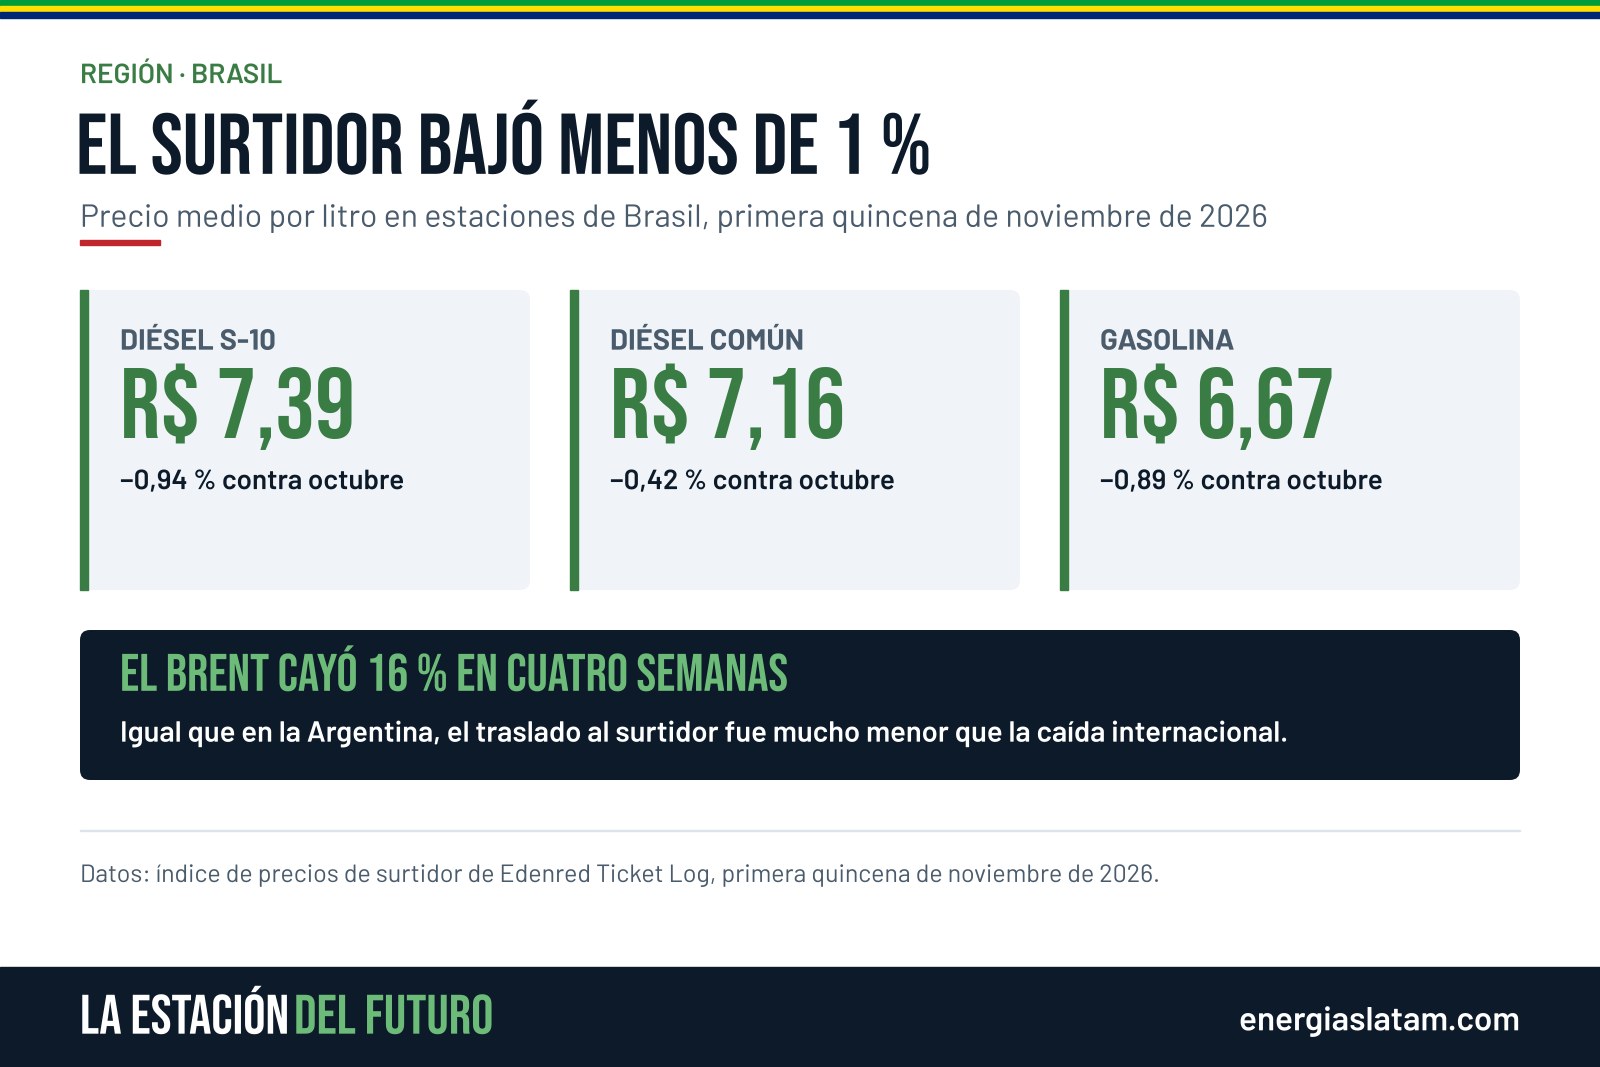 REGIÓN · BRASIL
EL SURTIDOR BAJÓ MENOS DE 1 %
Precio medio por litro en estaciones de Brasil, primera quincena de noviembre de 2026
DIÉSEL S-10
R$ 7,39
−0,94 % contra octubre
DIÉSEL COMÚN
R$ 7,16
−0,42 % contra octubre
GASOLINA
R$ 6,67
−0,89 % contra octubre
EL BRENT CAYÓ 16 % EN CUATRO SEMANAS
Igual que en la Argentina, el traslado al surtidor fue mucho menor que la caída internacional.
Datos: índice de precios de surtidor de Edenred Ticket Log, primera quincena de noviembre de 2026.
LA ESTACIÓN DEL FUTURO
energiaslatam.com